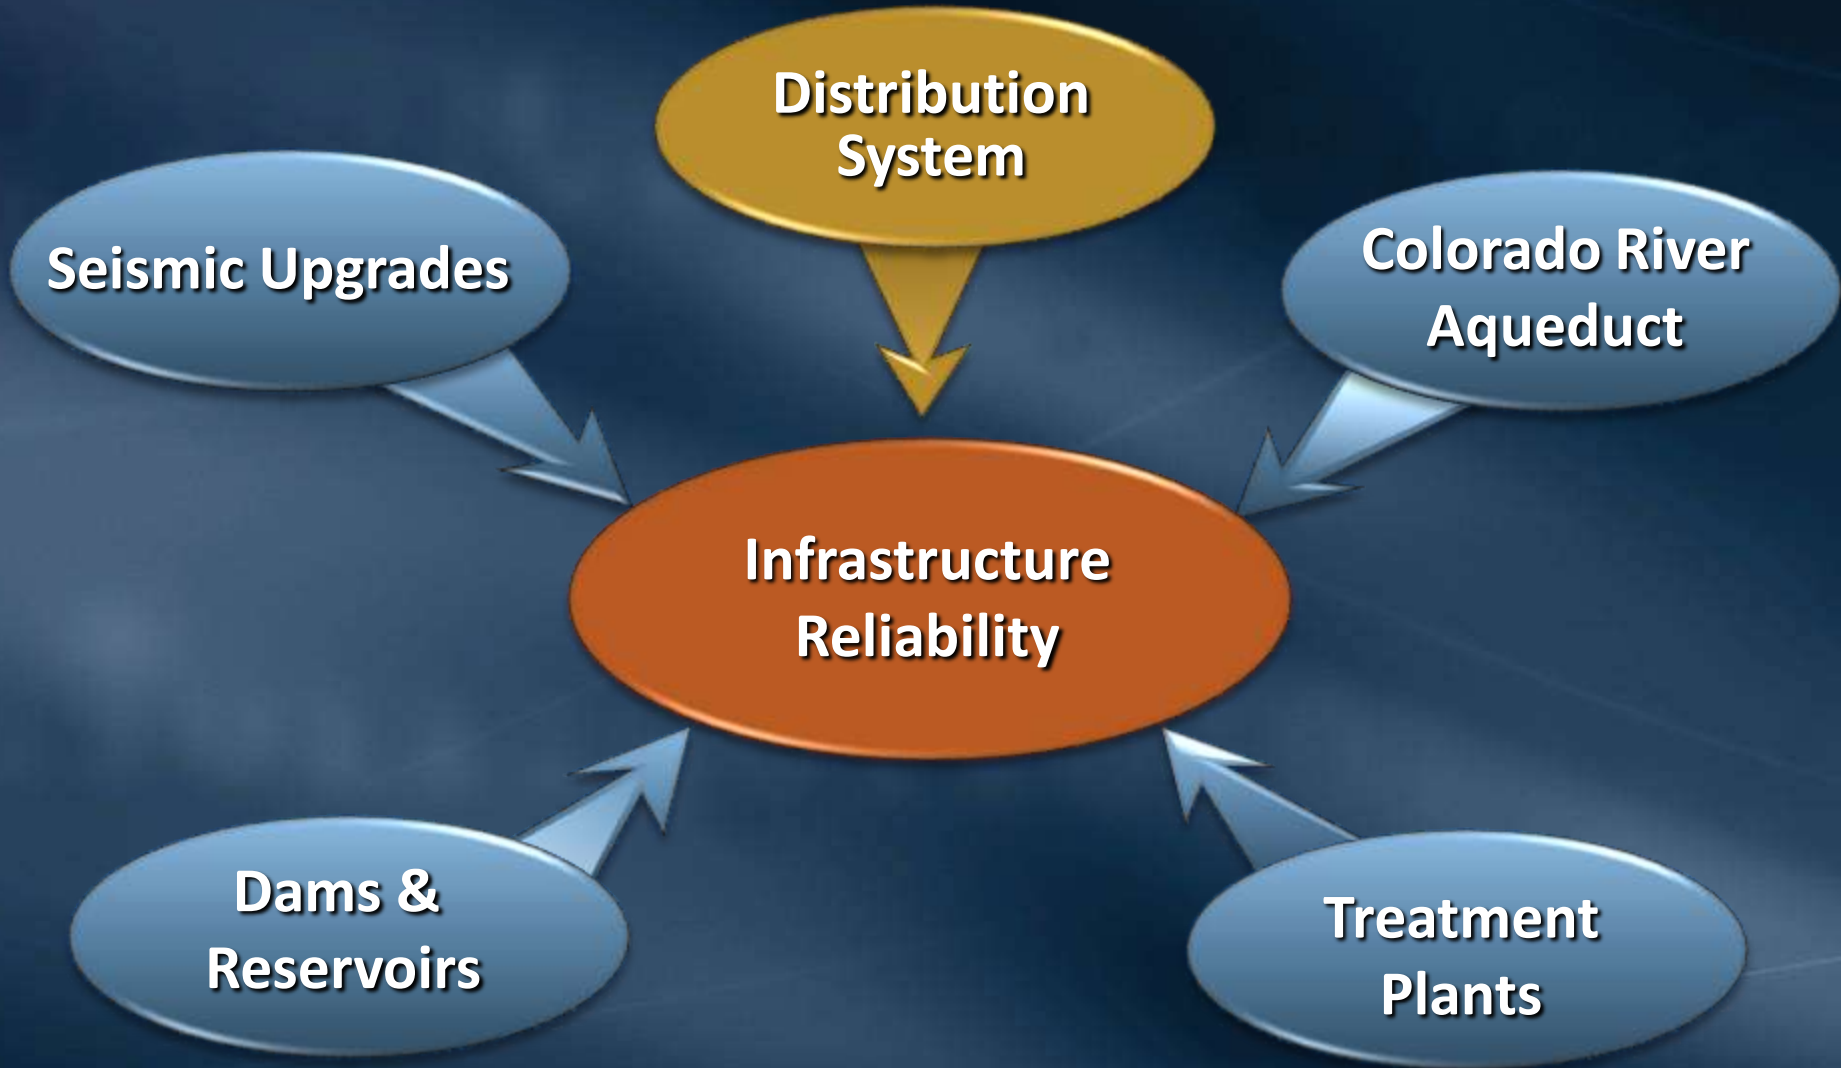 Distribution
System
Seismic Upgrades
Colorado River
Aqueduct
Infrastructure
Reliability
Dams &
Reservoirs
Treatment
Plants